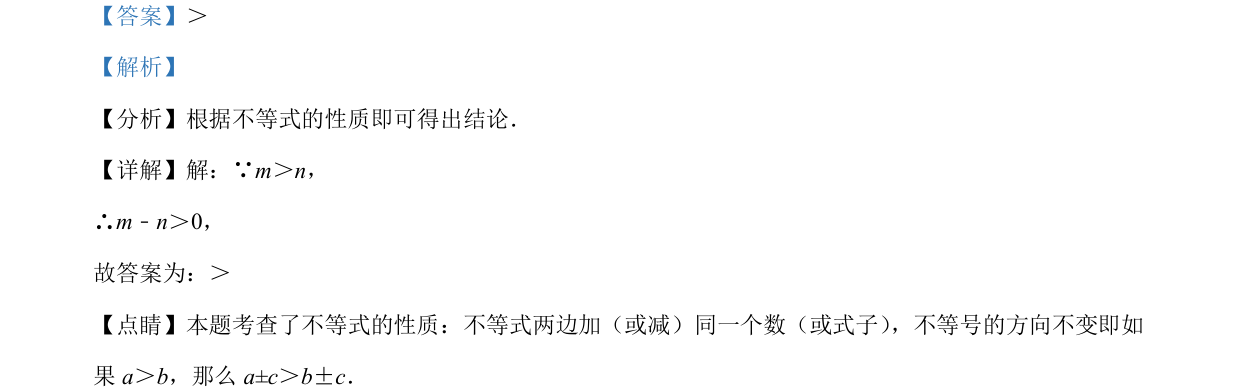 【答案】＞
【解析】
【分析】根据不等式的性质即可得出结论．
【详解】解：∵m＞n，
∴m﹣n＞0，
故答案为：＞
【点睛】本题考查了不等式的性质：不等式两边加（或减）同一个数（或式子），不等号的方向不变即如
果 a＞b，那么 a±c＞b±c．